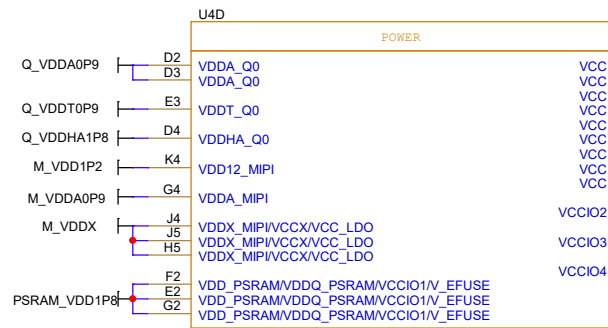 U4D
POWER
Q_VDDA0P9 D2 VDDA_Q0 VCC
D3 VDDA_Q0 VCC
VCC
Q_VDDT0P9 E3 VDDT_Q0 VCC
VCC
Q_VDDHA1P8 D4 VDDHA_Q0 VCC
VCC
M_VDD1P2 K4 VDD12_MIPI VCC
VCC
M_VDDA0P9 G4 VDDA_MIPI
VCCIO2
M_VDDX J4 VDDX_MIPI/VCCX/VCC_LDO
J5 VDDX_MIPI/VCCX/VCC_LDO VCCIO3
H5 VDDX_MIPI/VCCX/VCC_LDO
VCCIO4
F2 VDD_PSRAM/VDDQ_PSRAM/VCCIO1/V_EFUSE
PSRAM_VDD1P8 E2 VDD_PSRAM/VDDQ_PSRAM/VCCIO1/V_EFUSE
G2 VDD_PSRAM/VDDQ_PSRAM/VCCIO1/V_EFUSE